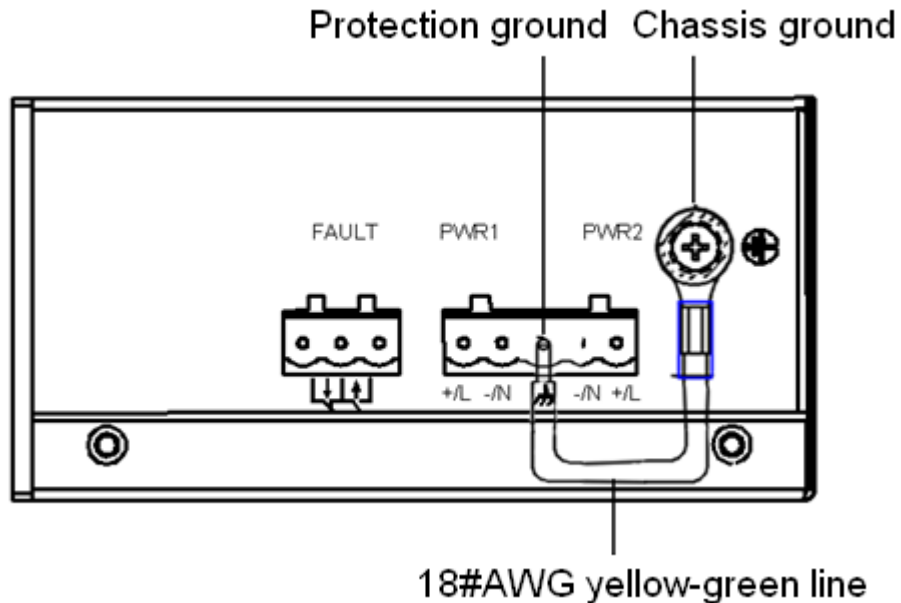 Protection ground Chassis ground
FAULT PWR1 PWR2
+/L -/N -/N +/L
18#AWG yellow-green line